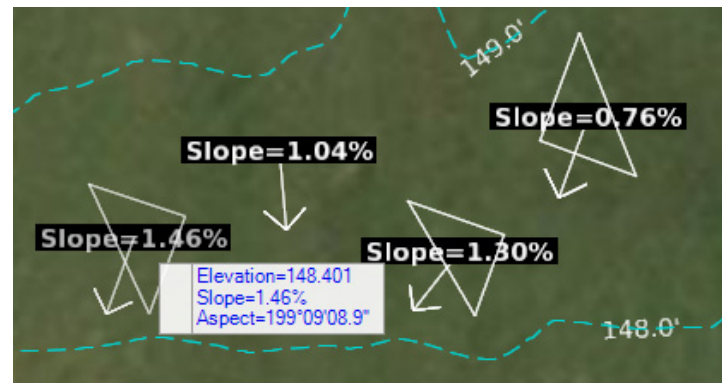 149.0'
Slope=0.76%
Slope=1.04%
Slope=1.46%
Slope=1.30%
Elevation=148.401
Slope=1.46%
Aspect=199°09'08.9"
148.0'